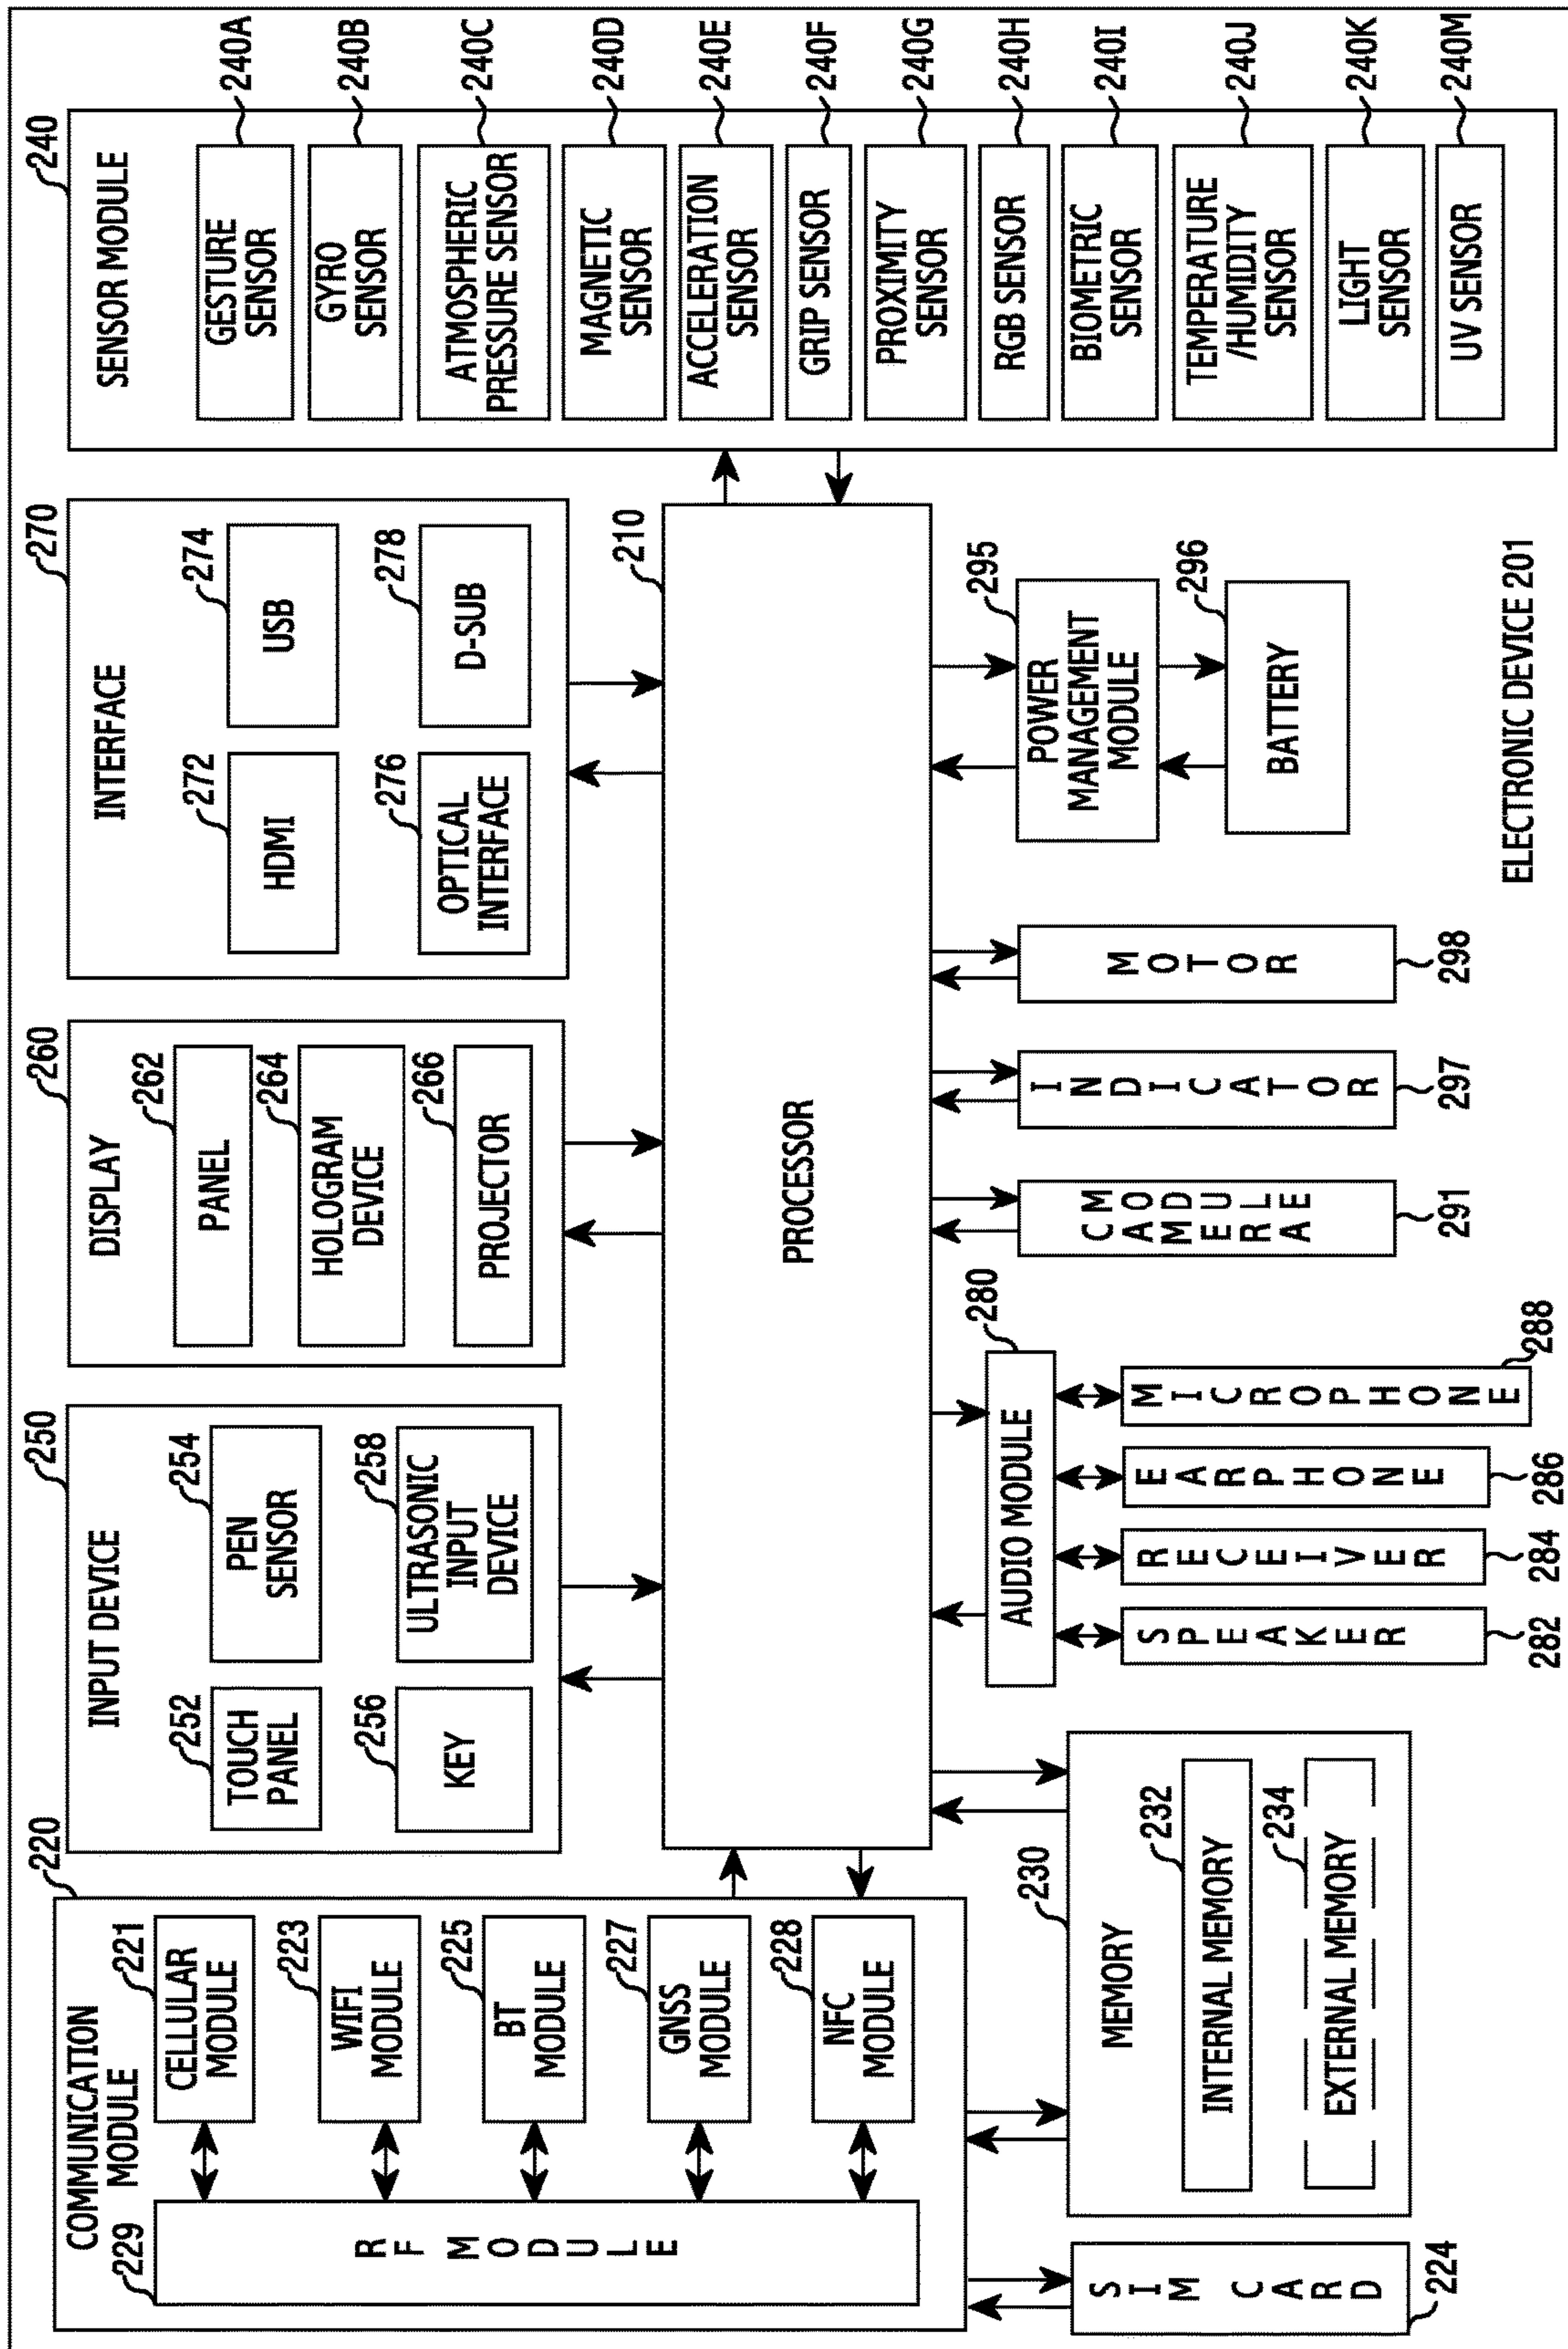 COMMUNICATION
MODULE
220
229
RF MODULE
221
CELLULAR
MODULE
223
WIFI
MODULE
225
BT
MODULE
227
GNSS
MODULE
228
NFC
MODULE
INPUT DEVICE
250
252
TOUCH
PANEL
254
PEN
SENSOR
256
KEY
258
ULTRASONIC
INPUT
DEVICE
DISPLAY
260
262
PANEL
264
HOLOGRAM
DEVICE
266
PROJECTOR
INTERFACE
270
272
HDMI
274
USB
276
OPTICAL
INTERFACE
278
D-SUB
240
SENSOR MODULE
GESTURE
SENSOR
240A
GYRO
SENSOR
240B
ATMOSPHERIC
PRESSURE SENSOR
240C
MAGNETIC
SENSOR
240D
ACCELERATION
SENSOR
240E
GRIP SENSOR
240F
PROXIMITY
SENSOR
240G
RGB SENSOR
240H
BIOMETRIC
SENSOR
240I
TEMPERATURE
/HUMIDITY
SENSOR
240J
LIGHT
SENSOR
240K
UV SENSOR
240M
210
PROCESSOR
SIM CARD
224
230
MEMORY
232
INTERNAL MEMORY
234
EXTERNAL MEMORY
280
AUDIO MODULE
SPEAKER
282
RECEIVER
284
EARPHONE
286
MICROPHONE
288
CAMERA
MODULE
291
INDICATOR
297
MOTOR
298
295
POWER
MANAGEMENT
MODULE
296
BATTERY
ELECTRONIC DEVICE 201